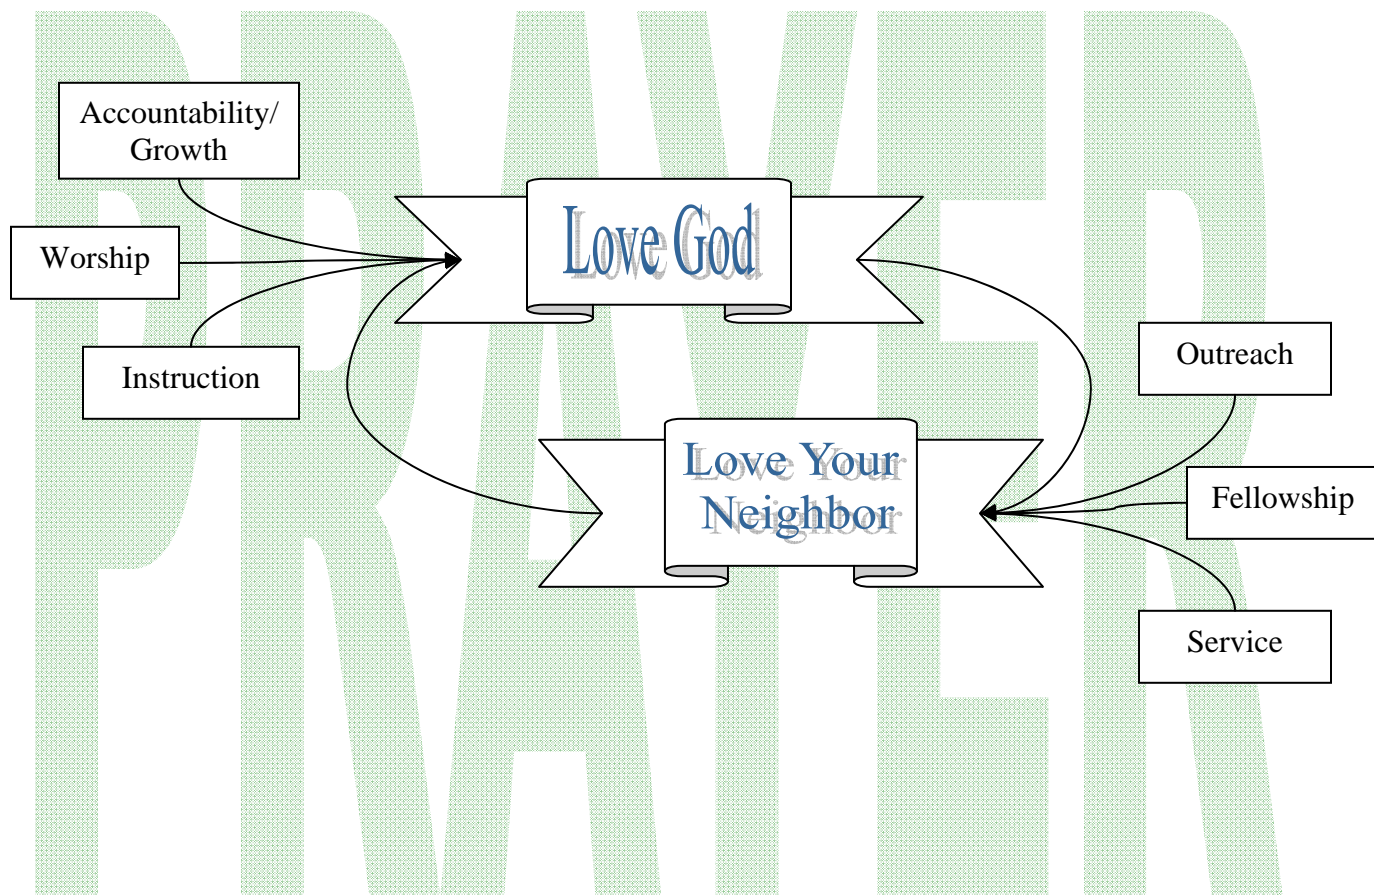 PRAYER
Accountability/
Growth
Worship
Instruction
Love God
Love Your
Neighbor
Outreach
Fellowship
Service